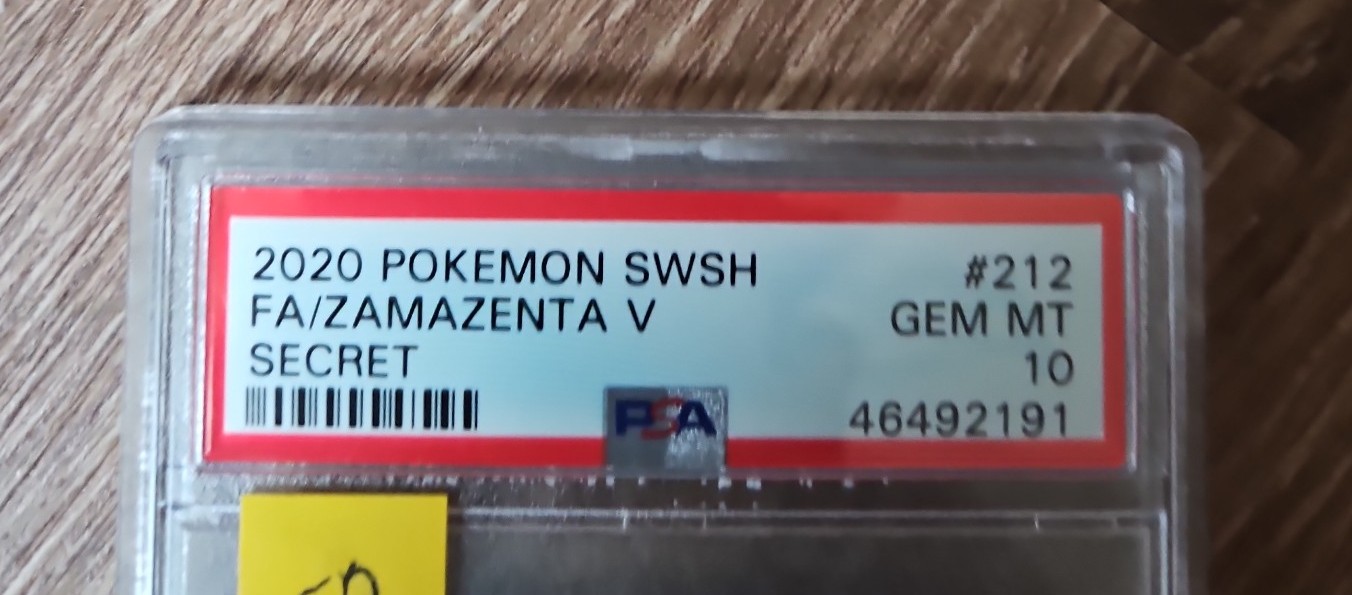 2020 POKEMON SWSH #212
FA/ZAMAZENTA V GEM MT
SECRET 10
PSA 46492191